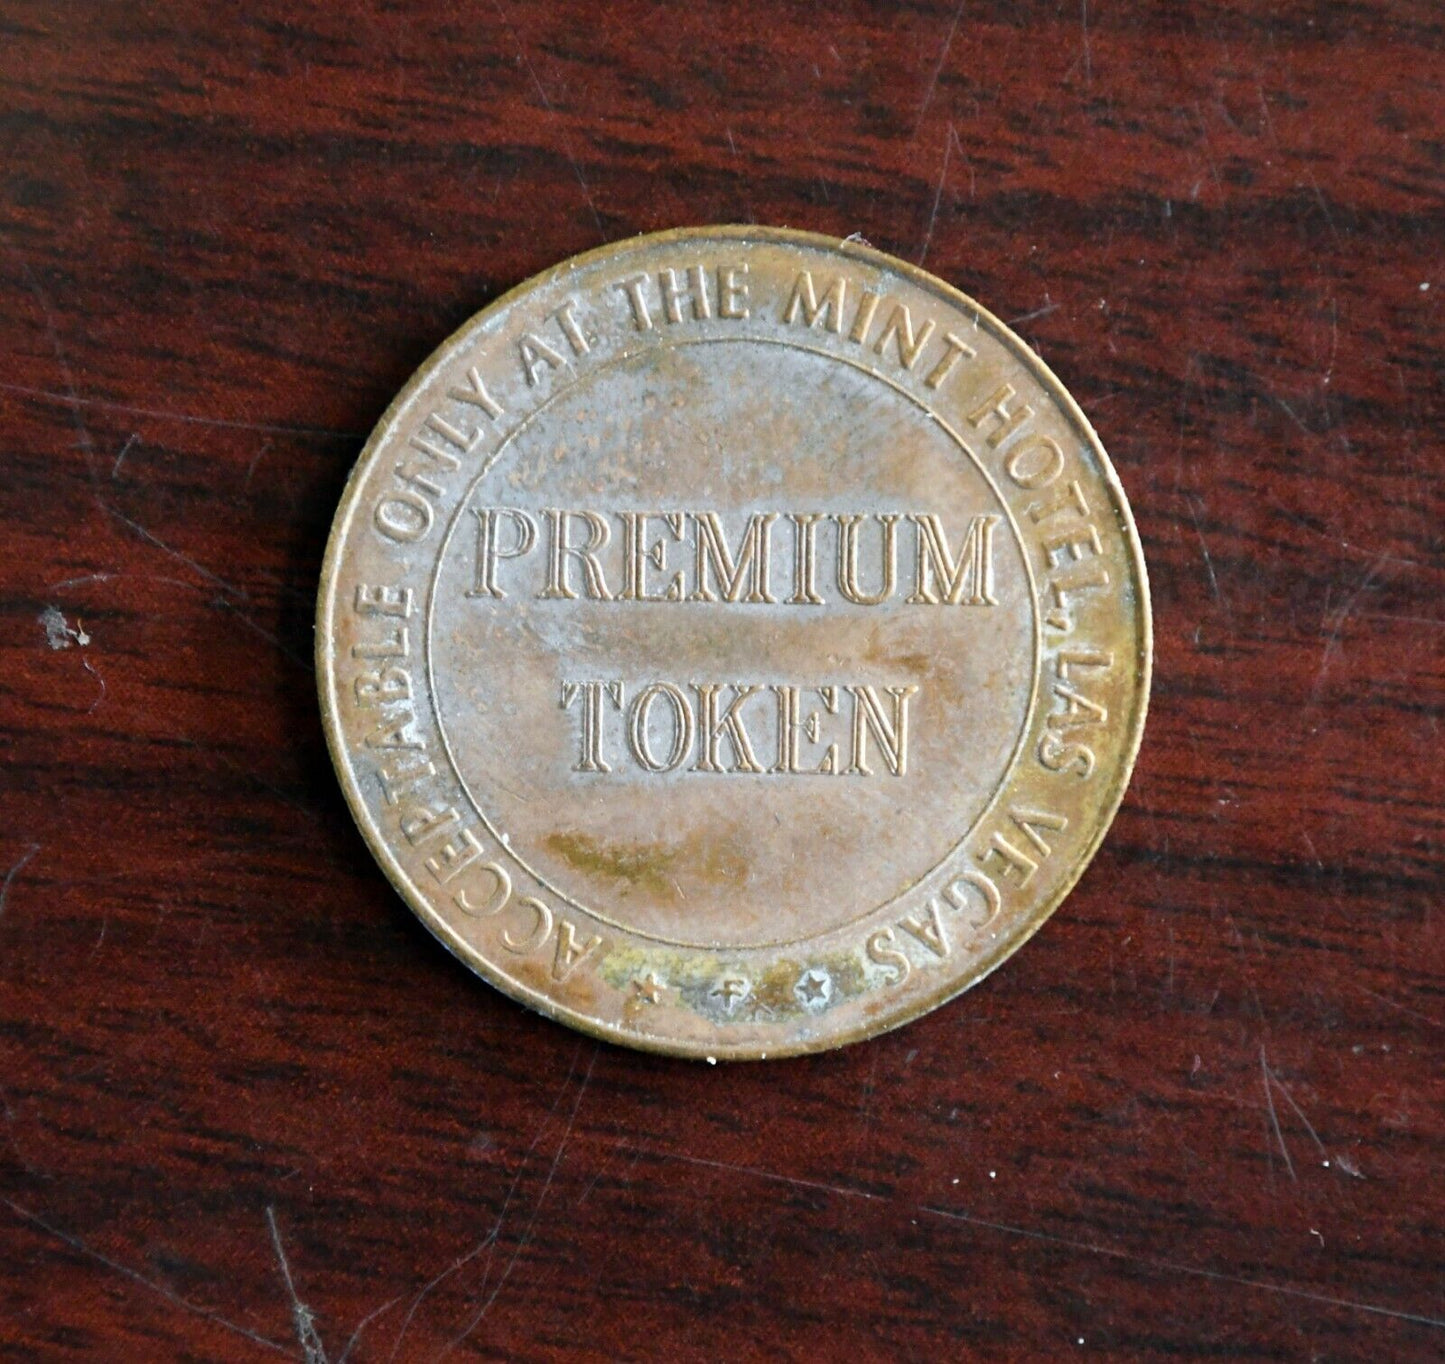 ACCEPTABLE ONLY AT THE MINT HOTEL, LAS VEGAS
PREMIUM
TOKEN
F